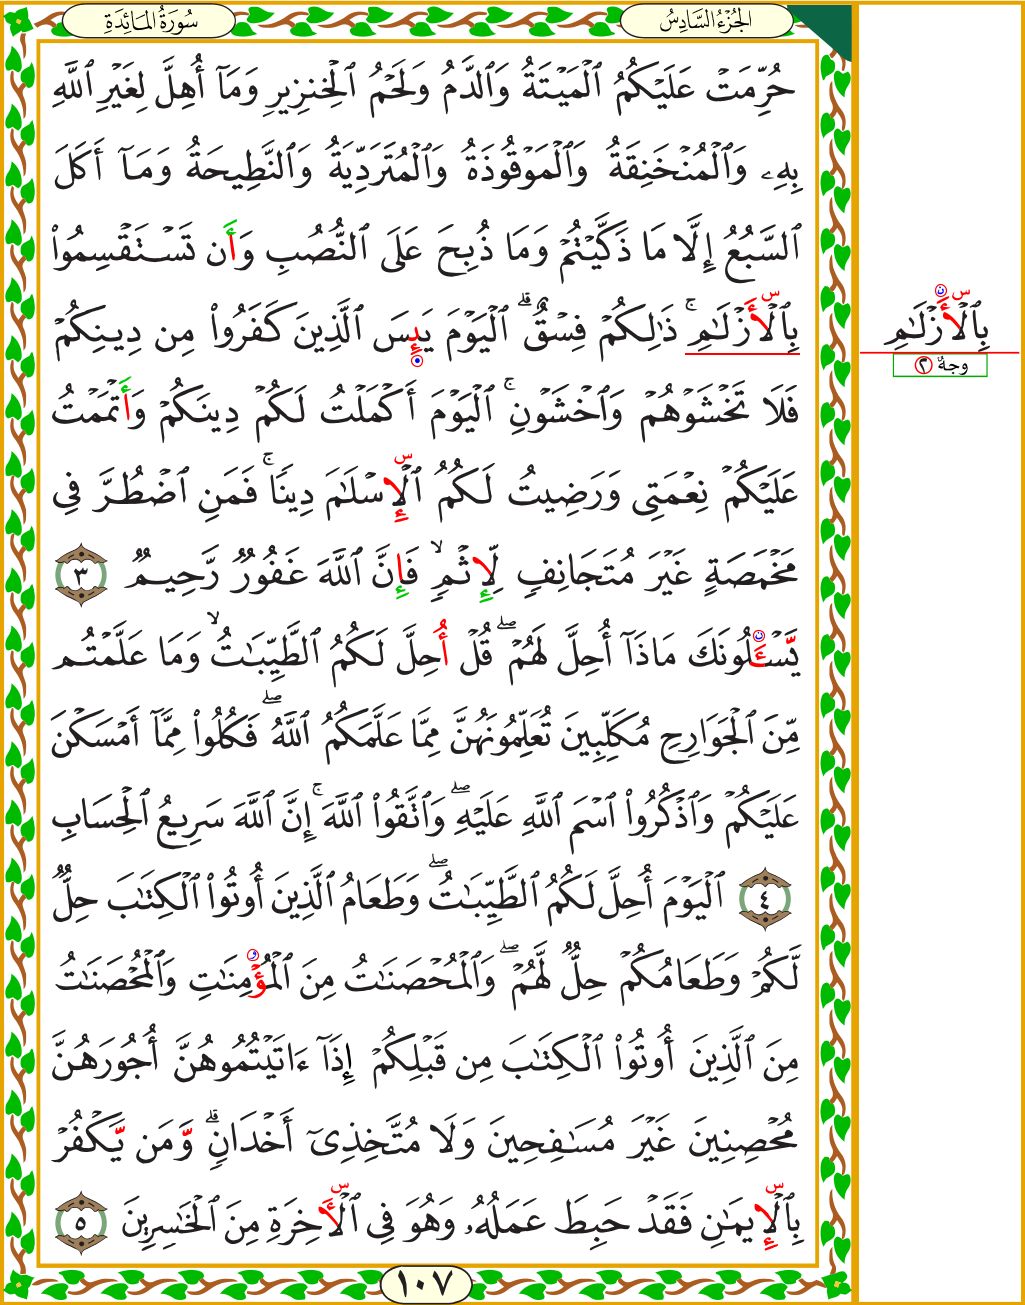 الجُزْءُ السَّادِسُ
سُورَةُ المَائِدَةِ
حُرِّمَتْ عَلَيْكُمُ ٱلْمَيْتَةُ وَٱلدَّمُ وَلَحْمُ ٱلْخِنزِيرِ وَمَآ أُهِلَّ لِغَيْرِ ٱللَّهِ
بِهِۦ وَٱلْمُنْخَنِقَةُ وَٱلْمَوْقُوذَةُ وَٱلْمُتَرَدِّيَةُ وَٱلنَّطِيحَةُ وَمَآ أَكَلَ
ٱلسَّبُعُ إِلَّا مَا ذَكَّيْتُمْ وَمَا ذُبِحَ عَلَى ٱلنُّصُبِ وَأَن تَسْتَقْسِمُوا۟
بِٱلْأَزْلَـٰمِ ۚ ذَٰلِكُمْ فِسْقٌ ۗ ٱلْيَوْمَ يَئِسَ ٱلَّذِينَ كَفَرُوا۟ مِن دِينِكُمْ
فَلَا تَخْشَوْهُمْ وَٱخْشَوْنِ ۚ ٱلْيَوْمَ أَكْمَلْتُ لَكُمْ دِينَكُمْ وَأَتْمَمْتُ
عَلَيْكُمْ نِعْمَتِى وَرَضِيتُ لَكُمُ ٱلْإِسْلَـٰمَ دِينًا ۚ فَمَنِ ٱضْطُرَّ فِى
مَخْمَصَةٍ غَيْرَ مُتَجَانِفٍ لِّإِثْمٍ ۙ فَإِنَّ ٱللَّهَ غَفُورٌ رَّحِيمٌ ٣
يَسْـَٔلُونَكَ مَاذَآ أُحِلَّ لَهُمْ ۖ قُلْ أُحِلَّ لَكُمُ ٱلطَّيِّبَـٰتُ ۙ وَمَا عَلَّمْتُم
مِّنَ ٱلْجَوَارِحِ مُكَلِّبِينَ تُعَلِّمُونَهُنَّ مِمَّا عَلَّمَكُمُ ٱللَّهُ ۖ فَكُلُوا۟ مِمَّآ أَمْسَكْنَ
عَلَيْكُمْ وَٱذْكُرُوا۟ ٱسْمَ ٱللَّهِ عَلَيْهِ ۖ وَٱتَّقُوا۟ ٱللَّهَ ۚ إِنَّ ٱللَّهَ سَرِيعُ ٱلْحِسَابِ
٤ ٱلْيَوْمَ أُحِلَّ لَكُمُ ٱلطَّيِّبَـٰتُ ۖ وَطَعَامُ ٱلَّذِينَ أُوتُوا۟ ٱلْكِتَـٰبَ حِلٌّ
لَّكُمْ وَطَعَامُكُمْ حِلٌّ لَّهُمْ ۖ وَٱلْمُحْصَنَـٰتُ مِنَ ٱلْمُؤْمِنَـٰتِ وَٱلْمُحْصَنَـٰتُ
مِنَ ٱلَّذِينَ أُوتُوا۟ ٱلْكِتَـٰبَ مِن قَبْلِكُمْ إِذَآ ءَاتَيْتُمُوهُنَّ أُجُورَهُنَّ
مُحْصِنِينَ غَيْرَ مُسَـٰفِحِينَ وَلَا مُتَّخِذِىٓ أَخْدَانٍ ۗ وَّمَن يَّكْفُرْ
بِٱلْإِيمَـٰنِ فَقَدْ حَبِطَ عَمَلُهُۥ وَهُوَ فِى ٱلْأَخِرَةِ مِنَ ٱلْخَـٰسِرِينَ ٥
١٠٧
بِٱلْأَزْلَـٰمِ
وجهٌ ٢